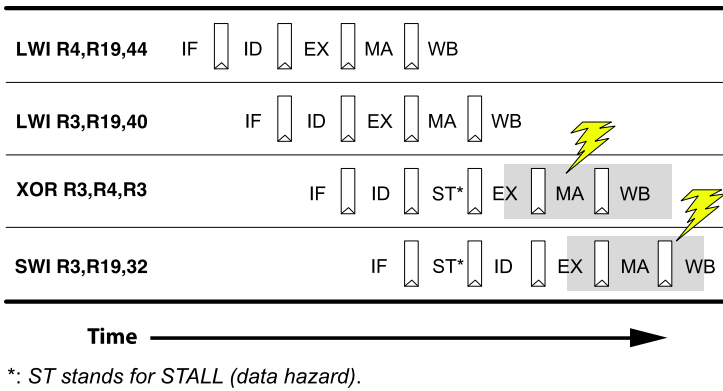 LWI R4,R19,44 IF ID EX MA WB
LWI R3,R19,40 IF ID EX MA WB
XOR R3,R4,R3 IF ID ST* EX MA WB
SWI R3,R19,32 IF ST* ID EX MA WB
Time
*: ST stands for STALL (data hazard).